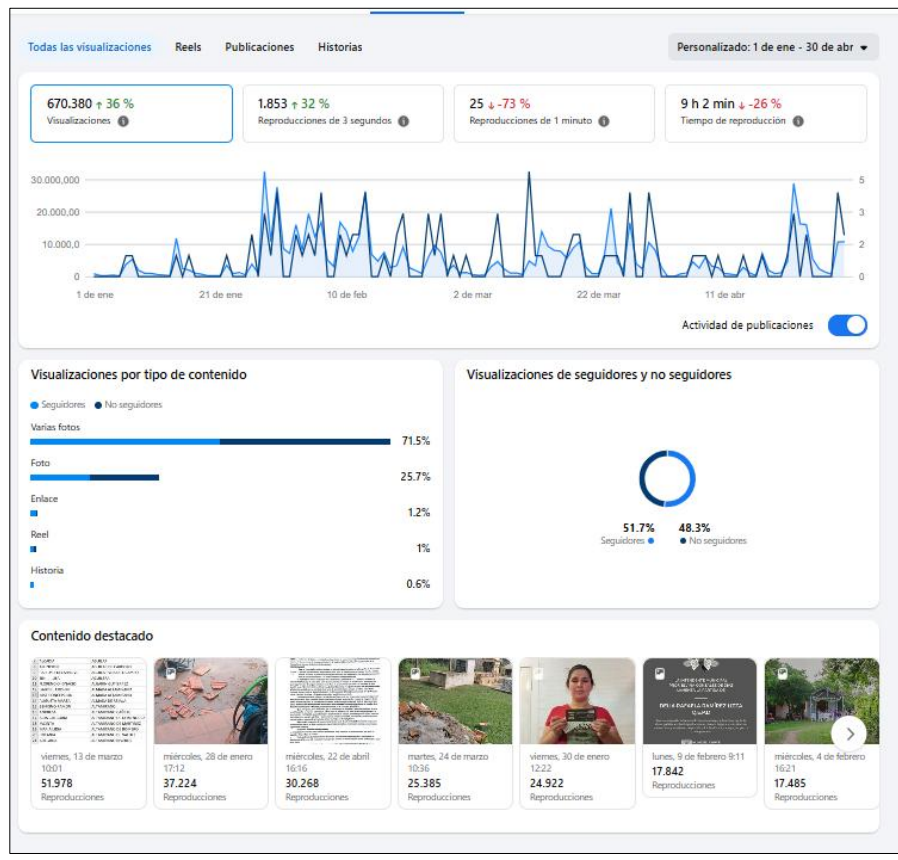 Todas las visualizaciones Reels Publicaciones Historias Personalizado: 1 de ene - 30 de abr
670.380 ↑ 36 % 1.853 ↑ 32 % 25 ↓ -73 % 9 h 2 min ↓ -26 %
Visualizaciones Reproducciones de 3 segundos Reproducciones de 1 minuto Tiempo de reproducción
30.000,000 5
20.000,00 3
10.000,0 2
0 0
1 de ene 21 de ene 10 de feb 2 de mar 22 de mar 11 de abr
Actividad de publicaciones
Visualizaciones por tipo de contenido
Seguidores No seguidores
Varias fotos
71.5%
Foto
25.7%
Enlace
1.2%
Reel
1%
Historia
0.6%
Visualizaciones de seguidores y no seguidores
51.7% 48.3%
Seguidores No seguidores
Contenido destacado
viernes, 13 de marzo
10:01
51.978
Reproducciones
miércoles, 28 de enero
17:12
37.224
Reproducciones
miércoles, 22 de abril
16:16
30.268
Reproducciones
martes, 24 de marzo
10:36
25.385
Reproducciones
viernes, 30 de enero
12:22
24.922
Reproducciones
lunes, 9 de febrero 9:11
17.842
Reproducciones
miércoles, 4 de febrero
16:21
17.485
Reproducciones